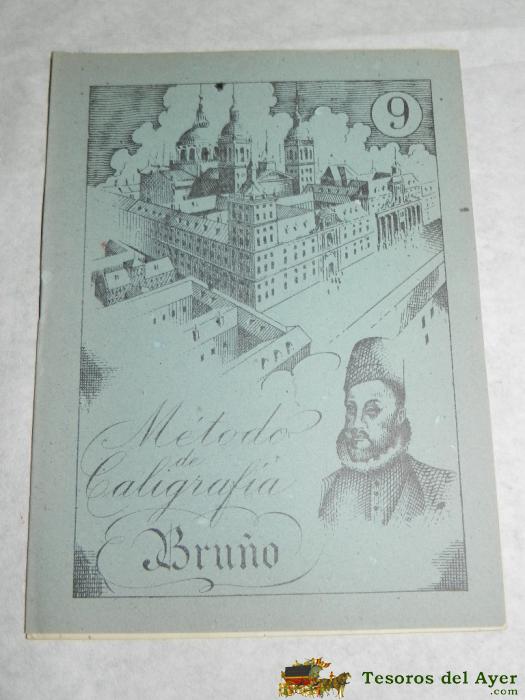 9
Método
de
Caligrafía
Bruño
Tesoros del Ayer
.com